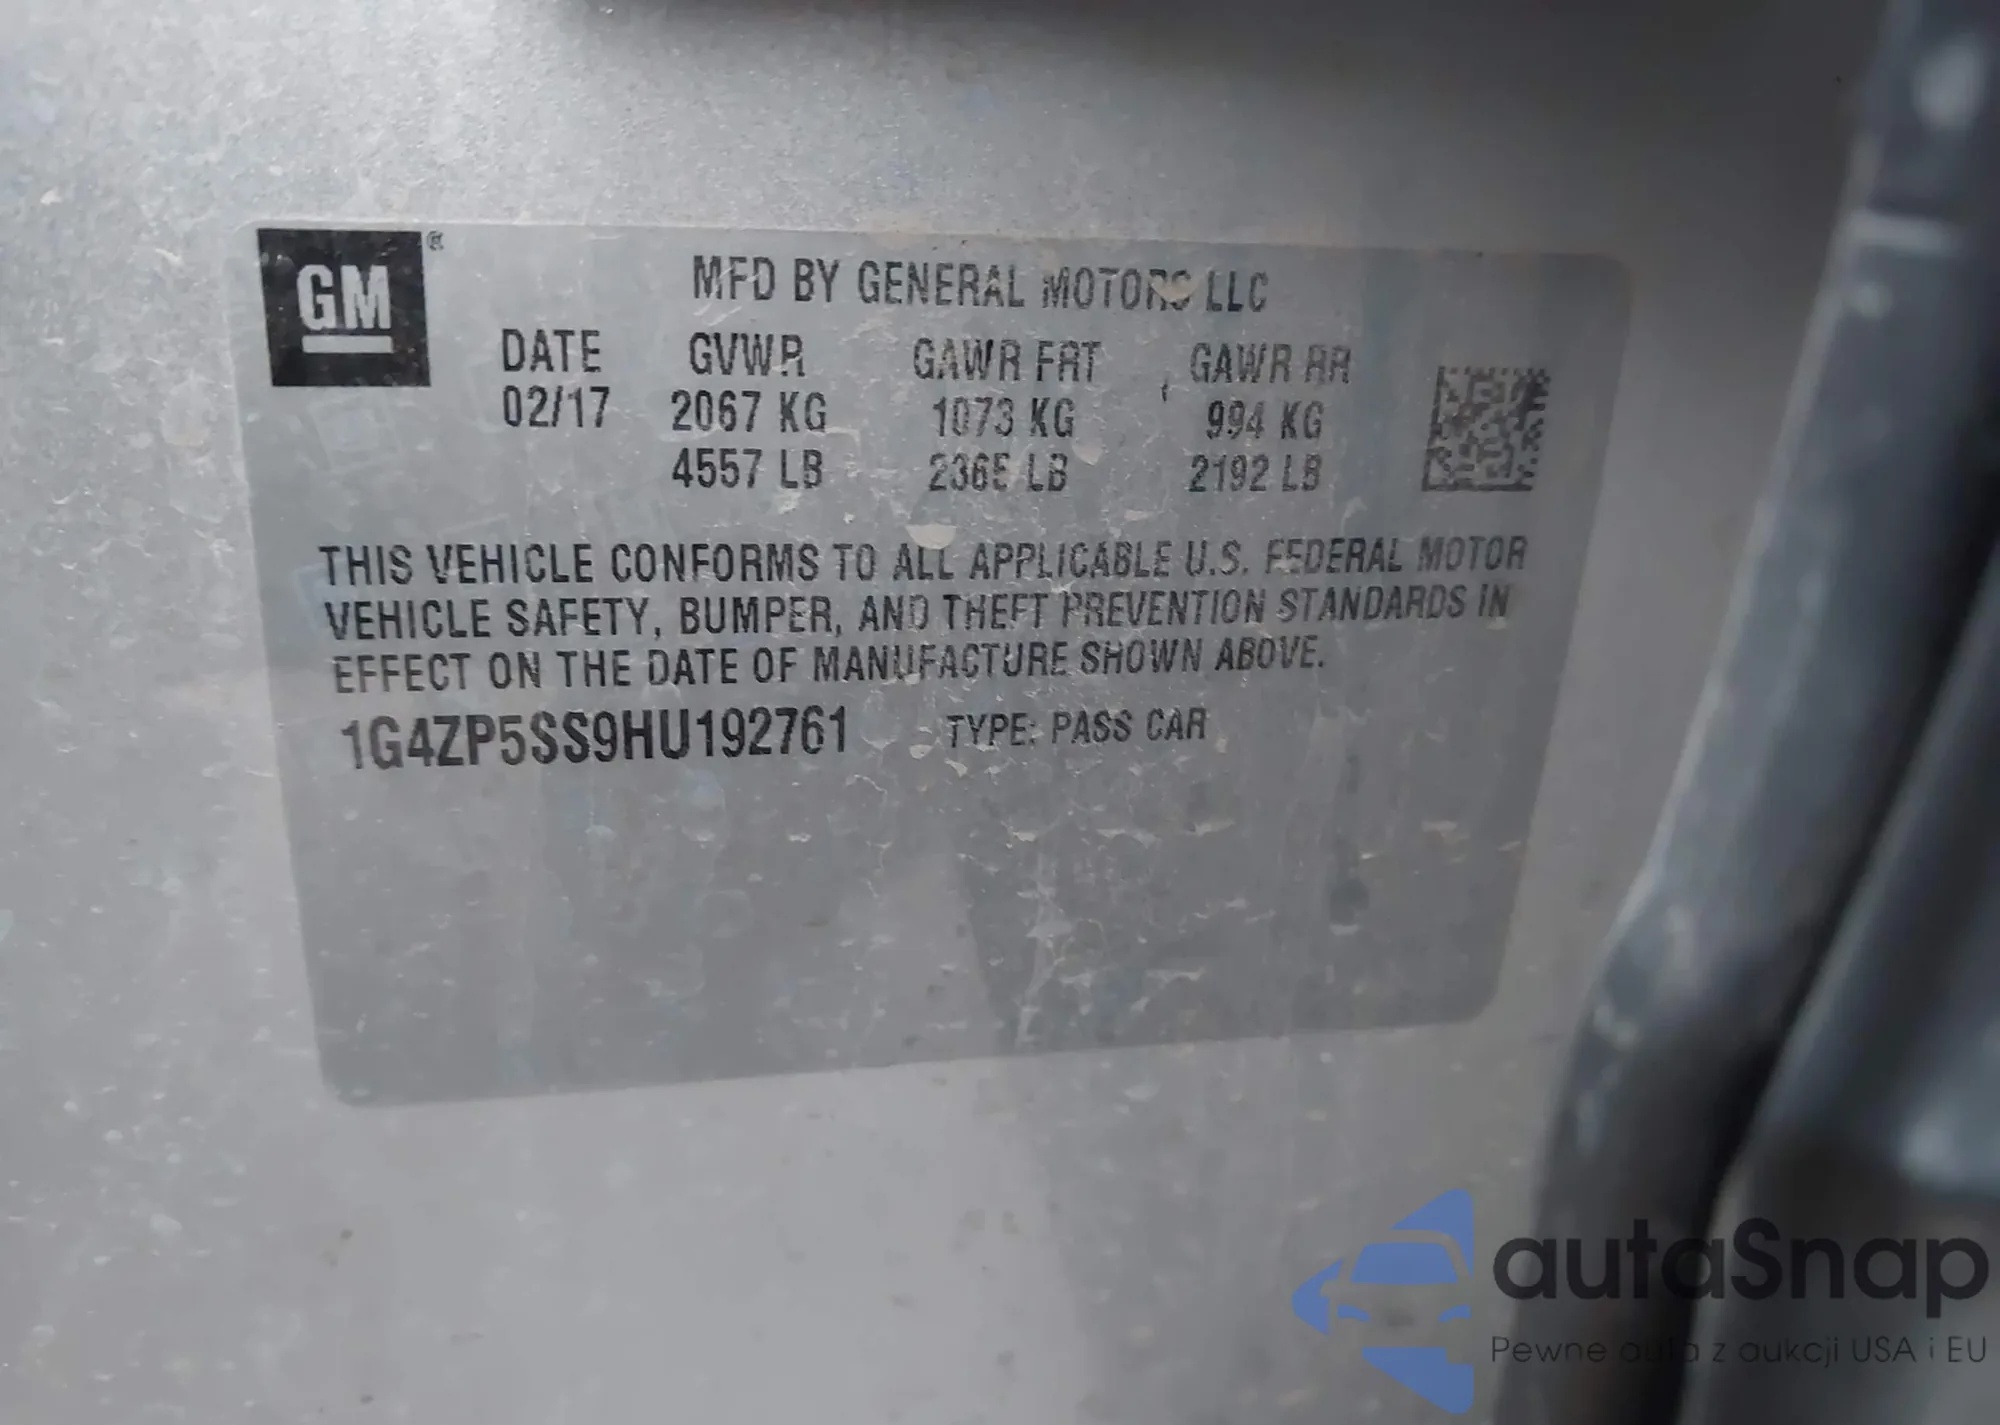 GM®
MFD BY GENERAL MOTORS LLC
DATE GVWR GAWR FRT GAWR RR
02/17 2067 KG 1073 KG 994 KG
4557 LB 2365 LB 2192 LB
THIS VEHICLE CONFORMS TO ALL APPLICABLE U.S. FEDERAL MOTOR
VEHICLE SAFETY, BUMPER, AND THEFT PREVENTION STANDARDS IN
EFFECT ON THE DATE OF MANUFACTURE SHOWN ABOVE.
1G4ZP5SS9HU192761 TYPE: PASS CAR
autaSnap
Pewne auta z aukcji USA i EU